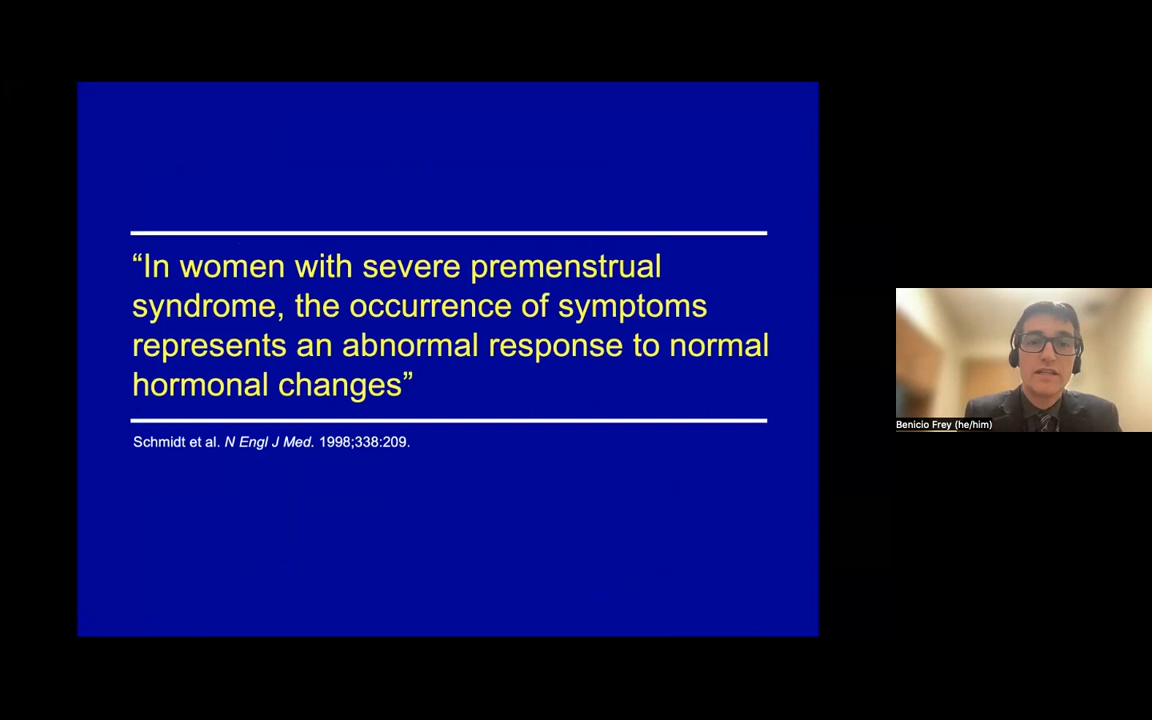 “In women with severe premenstrual
syndrome, the occurrence of symptoms
represents an abnormal response to normal
hormonal changes”
Schmidt et al. N Engl J Med. 1998;338:209.
Benicio Frey (he/him)